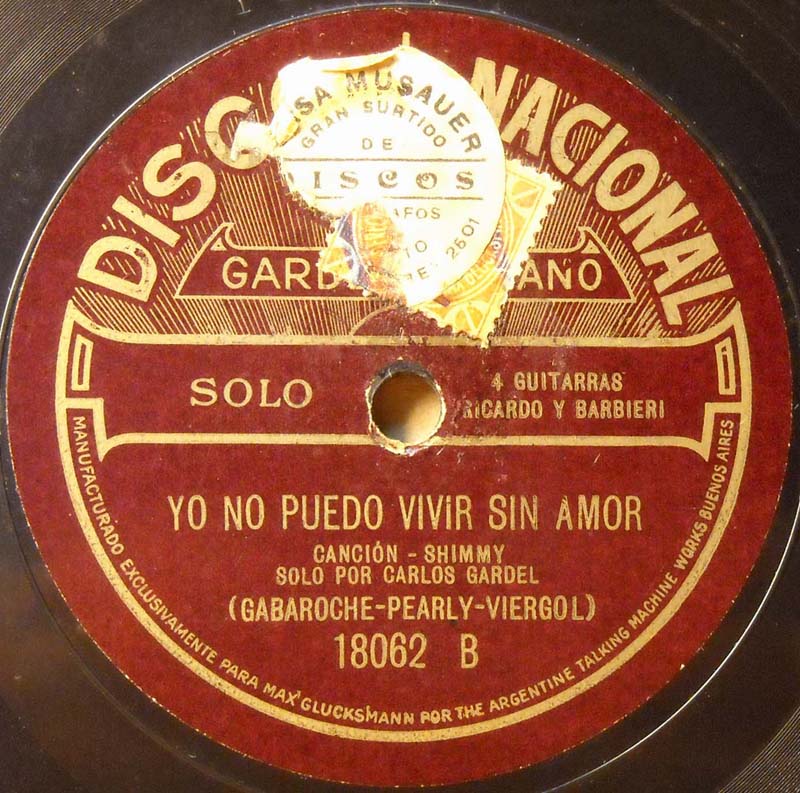 DISCO NACIONAL
SA MUSAUER
GRAN SURTIDO
DE
DISCOS
2501
GARD
ANO
SOLO
4 GUITARRAS
RICARDO Y BARBIERI
YO NO PUEDO VIVIR SIN AMOR
CANCIÓN - SHIMMY
SOLO POR CARLOS GARDEL
(GABAROCHE-PEARLY-VIERGOL)
18062 B
MANUFACTURADO EXCLUSIVAMENTE PARA MAX GLUCKSMANN POR THE ARGENTINE TALKING MACHINE WORKS BUENOS AIRES